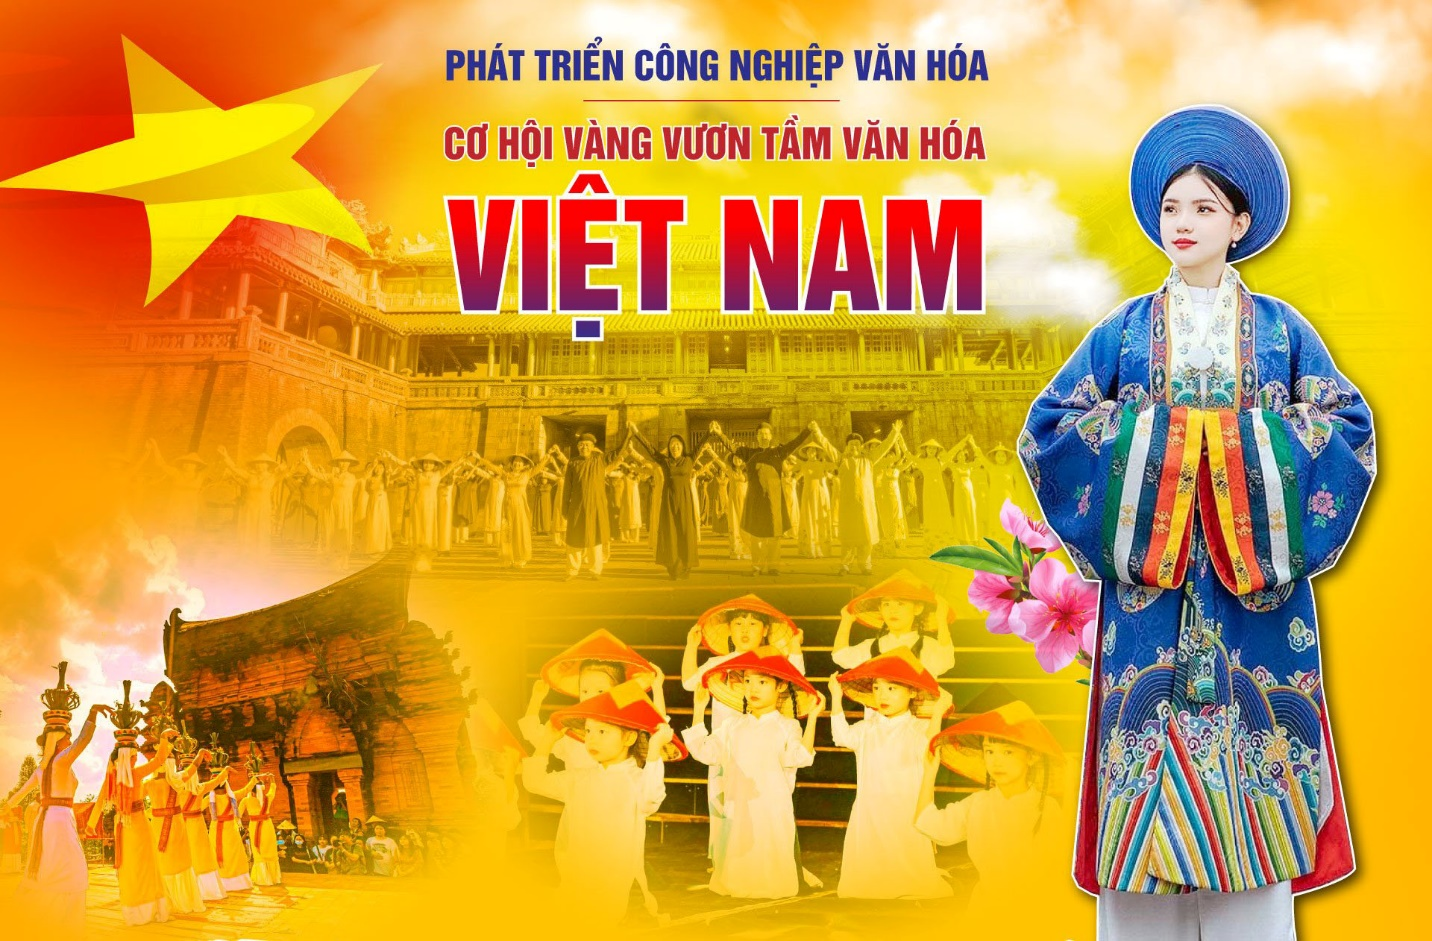 PHÁT TRIỂN CÔNG NGHIỆP VĂN HÓA
CƠ HỘI VÀNG VƯƠN TẦM VĂN HÓA
VIỆT NAM